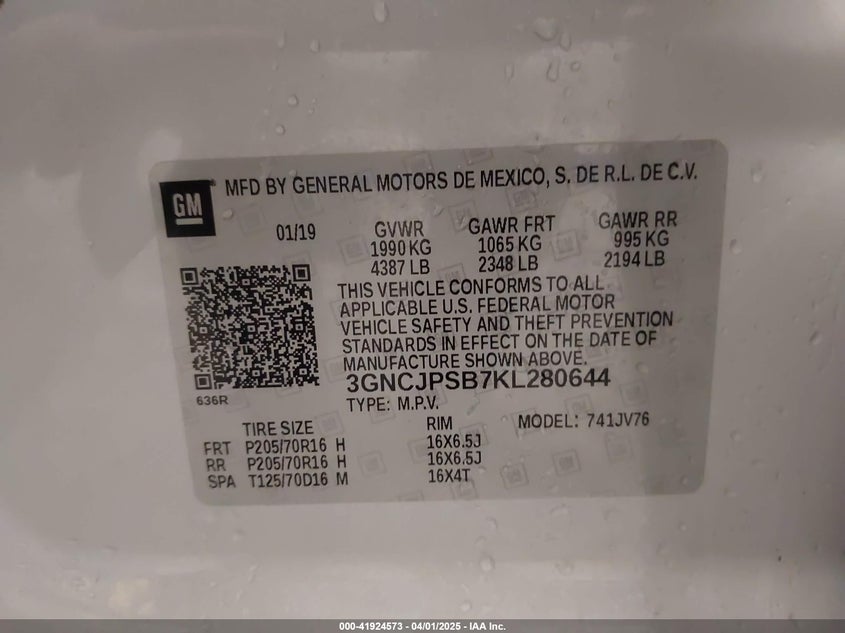 GM
MFD BY GENERAL MOTORS DE MEXICO, S. DE R.L. DE C.V.
01/19
GVWR GAWR FRT GAWR RR
1990 KG 1065 KG 995 KG
4387 LB 2348 LB 2194 LB
THIS VEHICLE CONFORMS TO ALL
APPLICABLE U.S. FEDERAL MOTOR
VEHICLE SAFETY AND THEFT PREVENTION
STANDARDS IN EFFECT ON THE DATE OF
MANUFACTURE SHOWN ABOVE.
3GNCJPSB7KL280644
636R
TYPE: M.P.V.
TIRE SIZE RIM MODEL: 741JV76
FRT P205/70R16 H 16X6.5J
RR P205/70R16 H 16X6.5J
SPA T125/70D16 M 16X4T
000-41924573 - 04/01/2025 - IAA Inc.